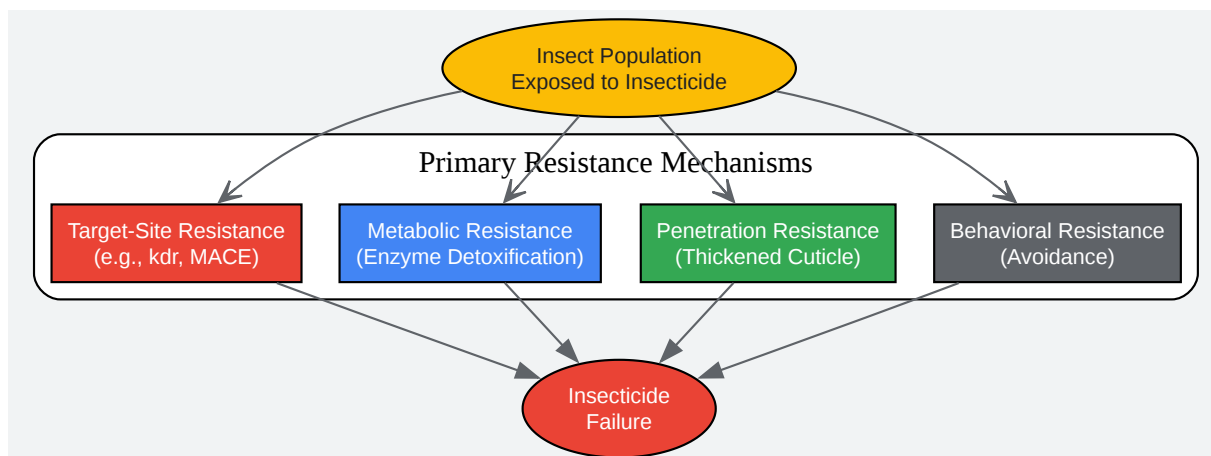 Insect Population
Exposed to Insecticide
Primary Resistance Mechanisms
Target-Site Resistance
(e.g., kdr, MACE)
Metabolic Resistance
(Enzyme Detoxification)
Penetration Resistance
(Thickened Cuticle)
Behavioral Resistance
(Avoidance)
Insecticide
Failure